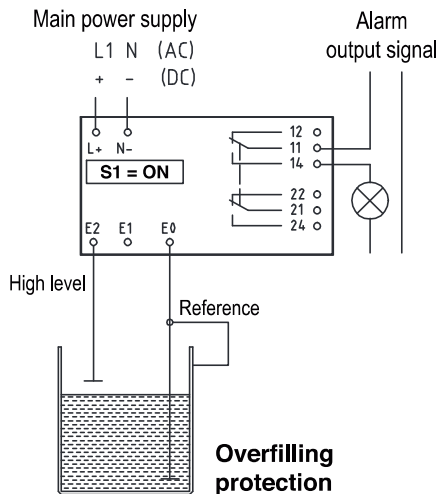 Main power supply
Alarm
output signal
L1 N (AC)
+ - (DC)
L+ N-
S1 = ON
12
11
14
22
21
24
E2 E1 E0
High level
Reference
Overfilling
protection